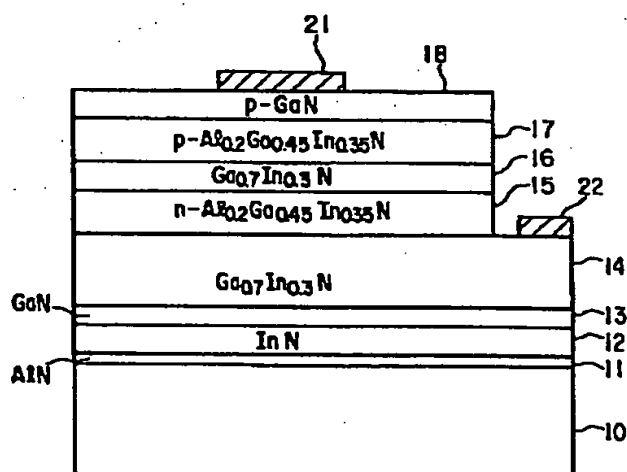 21
18
p-GaN
17
p-Al0.2Ga0.45In0.35N
16
Ga0.7In0.3N
15
n-Al0.2Ga0.45In0.35N
22
14
Ga0.7In0.3N
GaN
13
InN
12
AlN
11
10